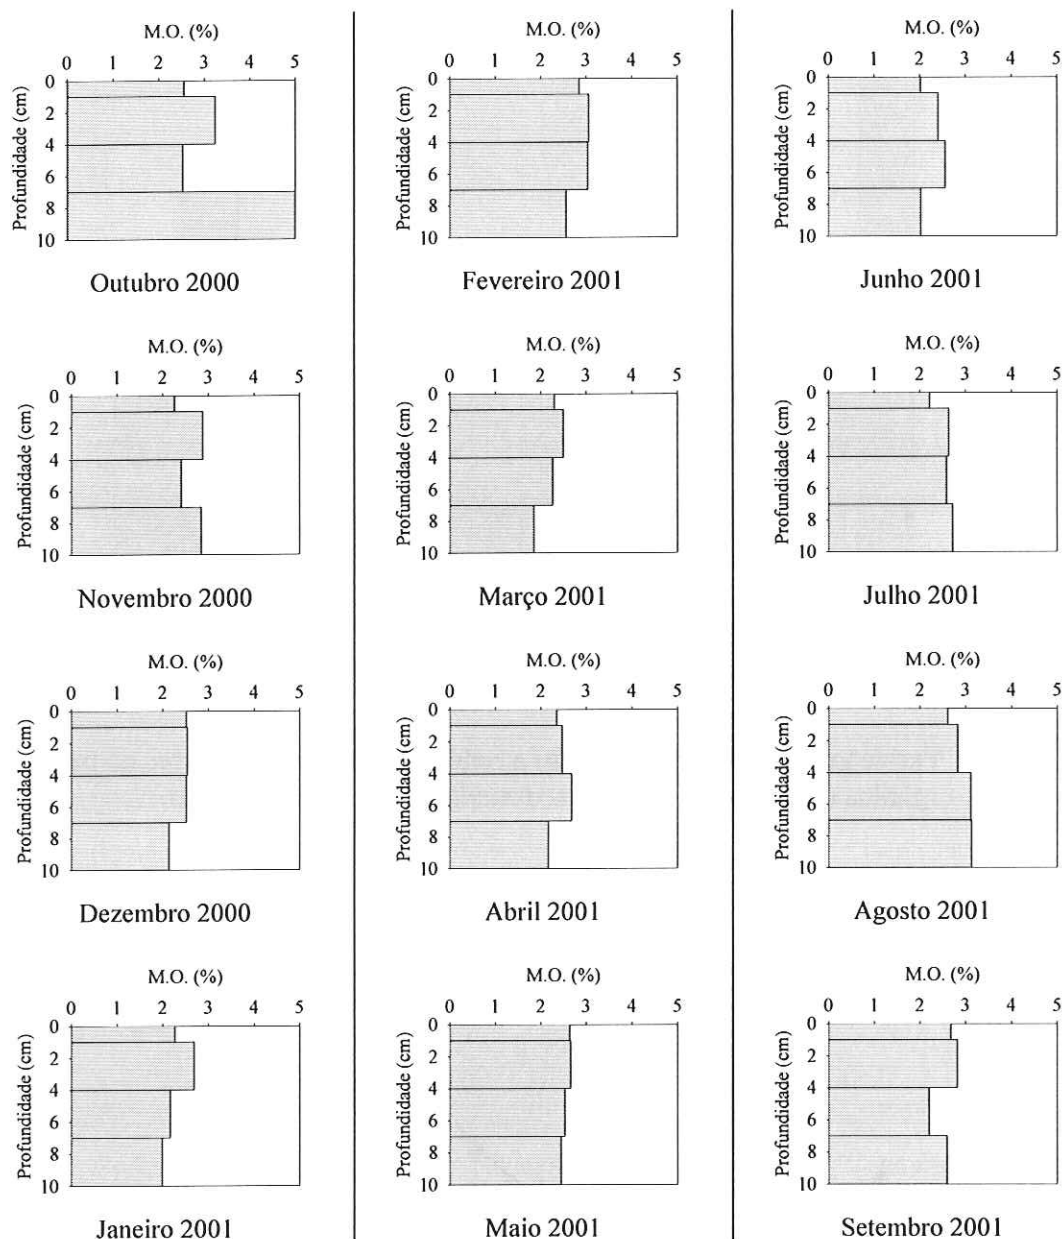 M.O. (%)
0 1 2 3 4 5
Profundidade (cm)
0
2
4
6
8
10
Outubro 2000
M.O. (%)
0 1 2 3 4 5
Profundidade (cm)
0
2
4
6
8
10
Novembro 2000
M.O. (%)
0 1 2 3 4 5
Profundidade (cm)
0
2
4
6
8
10
Dezembro 2000
M.O. (%)
0 1 2 3 4 5
Profundidade (cm)
0
2
4
6
8
10
Janeiro 2001
M.O. (%)
0 1 2 3 4 5
Profundidade (cm)
0
2
4
6
8
10
Fevereiro 2001
M.O. (%)
0 1 2 3 4 5
Profundidade (cm)
0
2
4
6
8
10
Março 2001
M.O. (%)
0 1 2 3 4 5
Profundidade (cm)
0
2
4
6
8
10
Abril 2001
M.O. (%)
0 1 2 3 4 5
Profundidade (cm)
0
2
4
6
8
10
Maio 2001
M.O. (%)
0 1 2 3 4 5
Profundidade (cm)
0
2
4
6
8
10
Junho 2001
M.O. (%)
0 1 2 3 4 5
Profundidade (cm)
0
2
4
6
8
10
Julho 2001
M.O. (%)
0 1 2 3 4 5
Profundidade (cm)
0
2
4
6
8
10
Agosto 2001
M.O. (%)
0 1 2 3 4 5
Profundidade (cm)
0
2
4
6
8
10
Setembro 2001